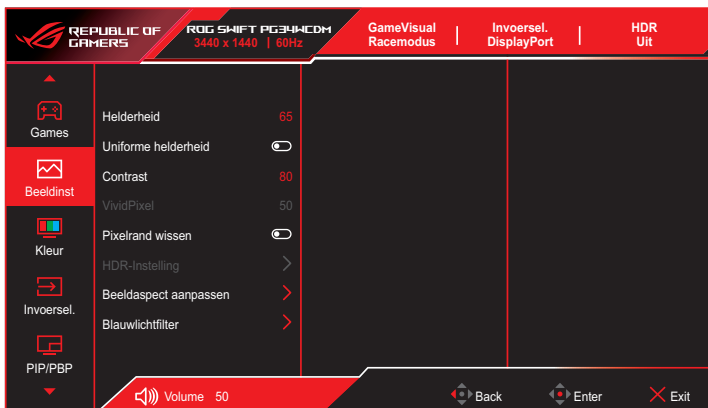 REPUBLIC OF
GAMERS
ROG SWIFT PG34WCDM
3440 x 1440 | 60Hz
GameVisual
Racemodus
Invoersel.
DisplayPort
HDR
Uit
Games
Beeldinst
Kleur
Invoersel.
PIP/PBP
Helderheid 65
Uniforme helderheid
Contrast 80
VividPixel 50
Pixelrand wissen
HDR-Instelling
Beeldaspect aanpassen
Blauwlichtfilter
Volume 50
Back
Enter
Exit